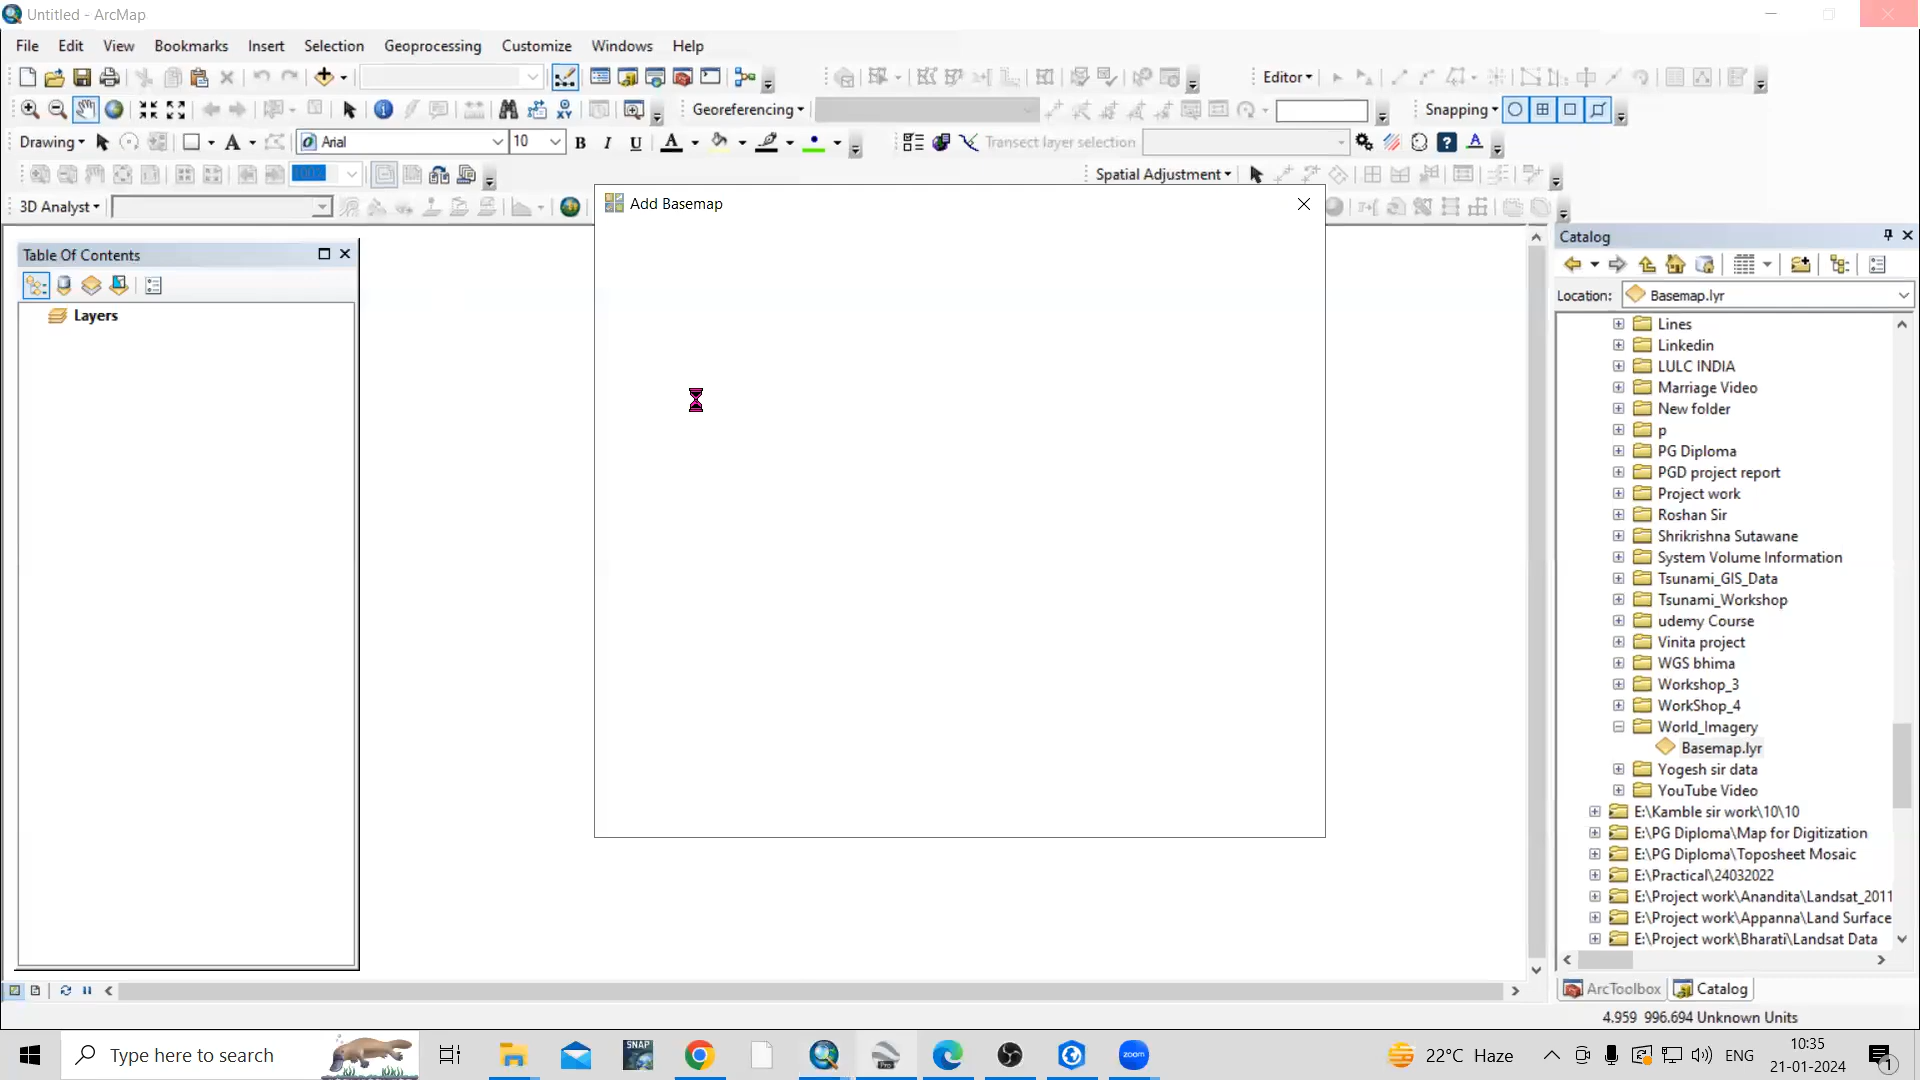 Untitled - ArcMap
File Edit View Bookmarks Insert Selection Geoprocessing Customize Windows Help
Editor
Georeferencing Snapping
Drawing A Arial 10 B I U A Transect layer selection
100% Spatial Adjustment
3D Analyst
Add Basemap
Table Of Contents
Layers
Catalog
Location: Basemap.lyr
Lines
Linkedin
LULC INDIA
Marriage Video
New folder
p
PG Diploma
PGD project report
Project work
Roshan Sir
Shrikrishna Sutawane
System Volume Information
Tsunami_GIS_Data
Tsunami_Workshop
udemy Course
Vinita project
WGS bhima
Workshop_3
WorkShop_4
World_Imagery
Basemap.lyr
Yogesh sir data
YouTube Video
E:\Kamble sir work\10\10
E:\PG Diploma\Map for Digitization
E:\PG Diploma\Toposheet Mosaic
E:\Practical\24032022
E:\Project work\Anandita\Landsat_2011
E:\Project work\Appanna\Land Surface
E:\Project work\Bharati\Landsat Data
ArcToolbox Catalog
4.959 996.694 Unknown Units
Type here to search
SNAP
Pro
zoom
22°C Haze
ENG
10:35
21-01-2024
1